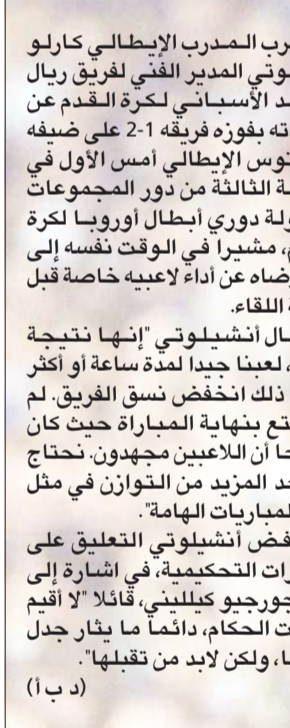 رب المدرب الإيطالي كارلو
وتي المدير الفني لفريق ريال
د الأسباني لكرة القدم عن
ته بفوزه فريقه 1-2 على ضيفه
توس الإيطالي أمس الأول في
ة الثالثة من دور المجموعات
ولة دوري أبطال أوروبا لكرة
م، مشيرا في الوقت نفسه إلى
رضاه عن أداء لاعبيه خاصة قبل
ة اللقاء.
ال أنشيلوتي "إنها نتيجة
، لعبنا جيدا لمدة ساعة أو أكثر
ذلك انخفض نسق الفريق. لم
تع بنهاية المباراة حيث كان
حا أن اللاعبين مجهدون. نحتاج
جد المزيد من التوازن في مثل
لمباريات الهامة".
فض أنشيلوتي التعليق على
رات التحكيمية، في اشارة إلى
جورجيو كيلليني، قائلا "لا أقيم
ت الحكام، دائما ما يثار جدل
ا، ولكن لابد من تقبلها".
(د ب أ)